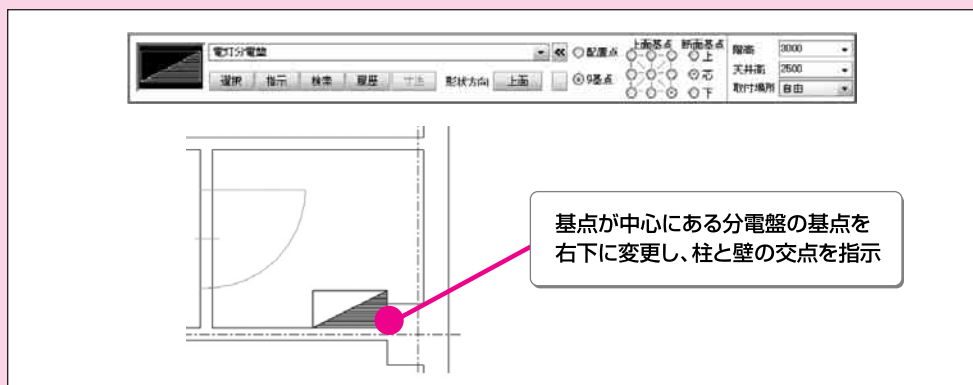 電灯分電盤
≪
配置点
上面基点
断面基点
上
芯
下
階高 3000
天井高 2500
取付場所 自由
選択 指示 検索 履歴 寸法 形状方向 上面 9基点
基点が中心にある分電盤の基点を
右下に変更し、柱と壁の交点を指示